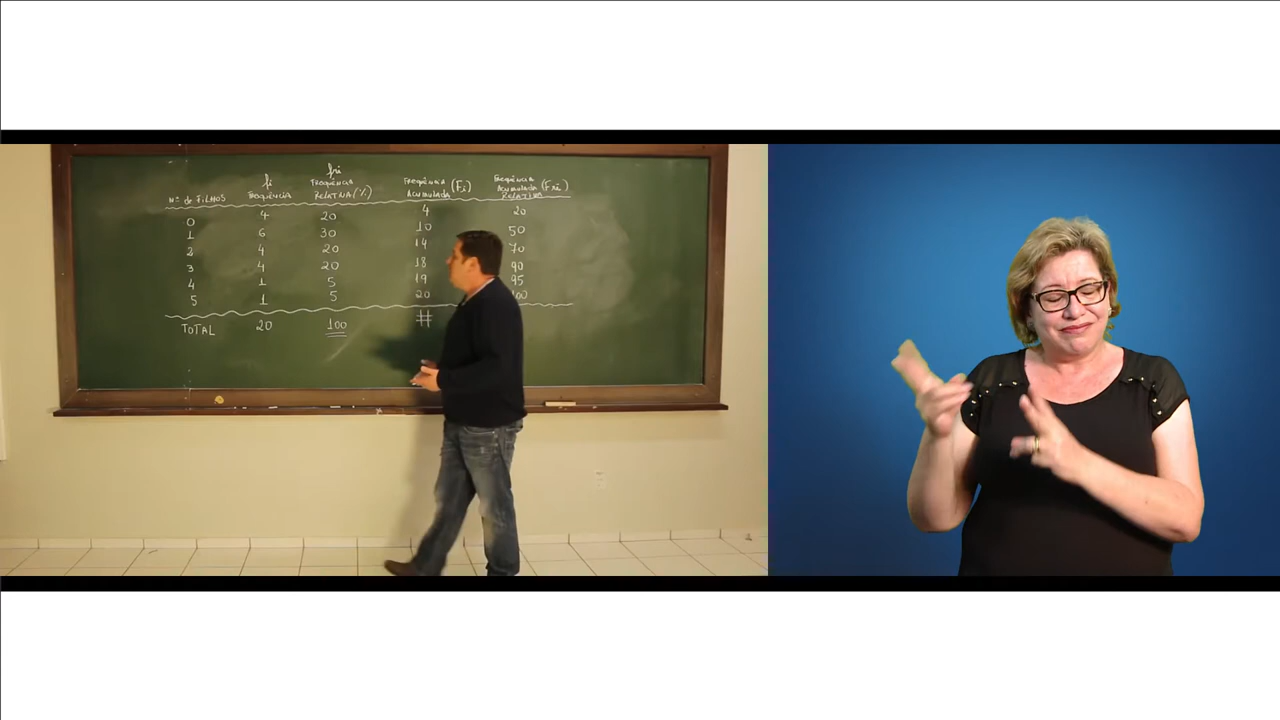 fi fri
Nº de FILHOS Frequência Frequência RELATIVA (%) Frequência Acumulada (Fi) Frequência Acumulada RELATIVA (Fri)
0 4 20 4 20
1 6 30 10 50
2 4 20 14 70
3 4 20 18 90
4 1 5 19 95
5 1 5 20 100
TOTAL 20 100 #